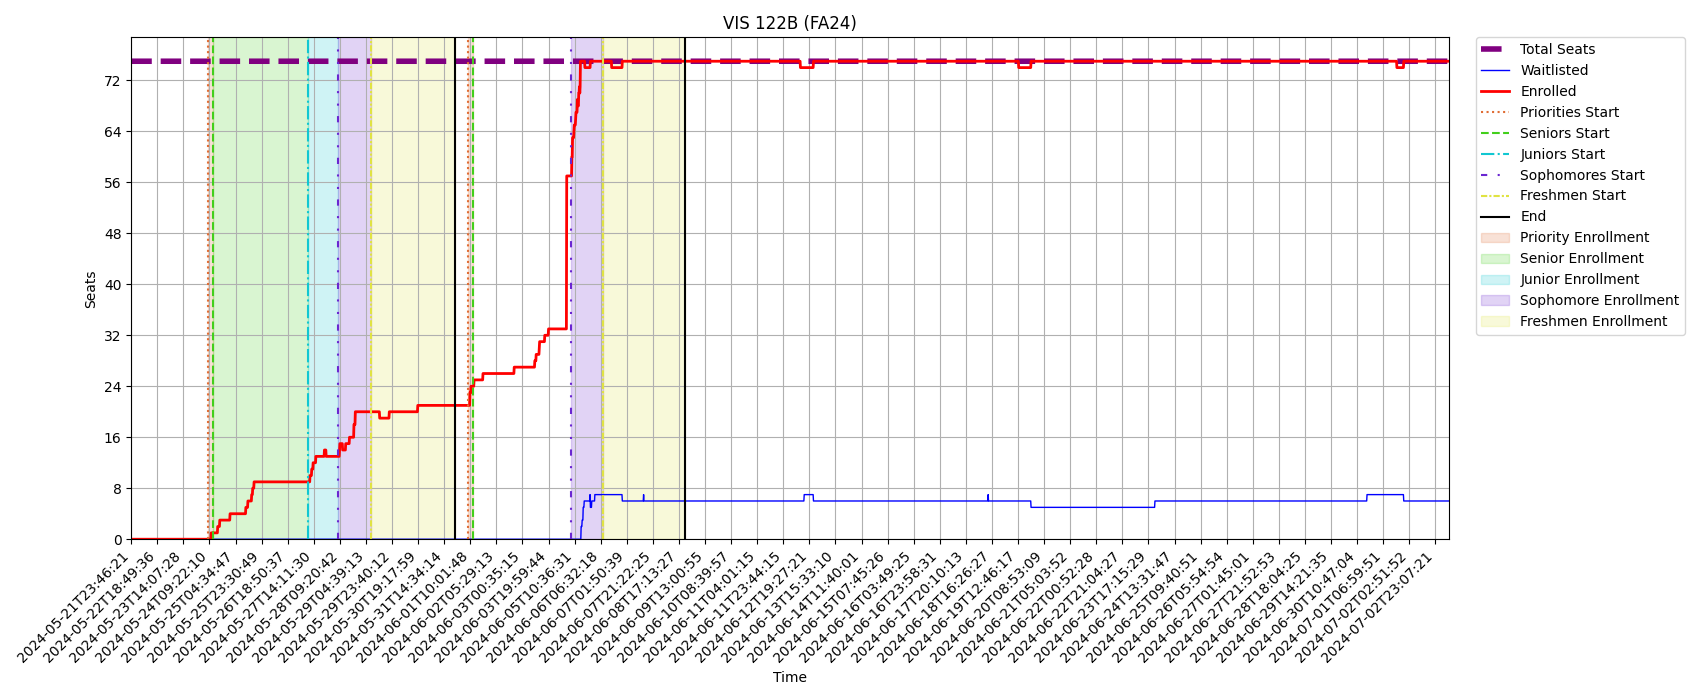 VIS 122B (FA24)
Seats
72
64
56
48
40
32
24
16
8
0
2024-05-21T23:46:21
2024-05-22T18:49:36
2024-05-23T14:07:28
2024-05-24T09:22:10
2024-05-25T04:34:47
2024-05-25T23:30:49
2024-05-26T18:50:37
2024-05-27T14:11:30
2024-05-28T09:20:42
2024-05-29T04:39:13
2024-05-29T23:40:12
2024-05-30T19:17:59
2024-05-31T14:34:14
2024-06-01T10:01:48
2024-06-02T05:29:13
2024-06-03T00:35:15
2024-06-03T19:59:44
2024-06-05T10:36:31
2024-06-06T06:32:18
2024-06-07T01:50:39
2024-06-07T21:22:25
2024-06-08T17:13:27
2024-06-09T13:00:55
2024-06-10T08:39:57
2024-06-11T04:01:15
2024-06-11T23:44:15
2024-06-12T19:27:21
2024-06-13T15:33:10
2024-06-14T11:40:01
2024-06-15T07:45:26
2024-06-16T03:49:25
2024-06-16T23:58:31
2024-06-17T20:10:13
2024-06-18T16:26:27
2024-06-19T12:46:17
2024-06-20T08:53:09
2024-06-21T05:03:52
2024-06-22T00:52:28
2024-06-22T21:04:27
2024-06-23T17:15:29
2024-06-24T13:31:47
2024-06-25T09:40:51
2024-06-26T05:54:54
2024-06-27T01:45:01
2024-06-27T21:52:53
2024-06-28T18:04:25
2024-06-29T14:21:35
2024-06-30T10:47:04
2024-07-01T06:59:51
2024-07-02T02:51:52
2024-07-02T23:07:21
Time
Total Seats
Waitlisted
Enrolled
Priorities Start
Seniors Start
Juniors Start
Sophomores Start
Freshmen Start
End
Priority Enrollment
Senior Enrollment
Junior Enrollment
Sophomore Enrollment
Freshmen Enrollment